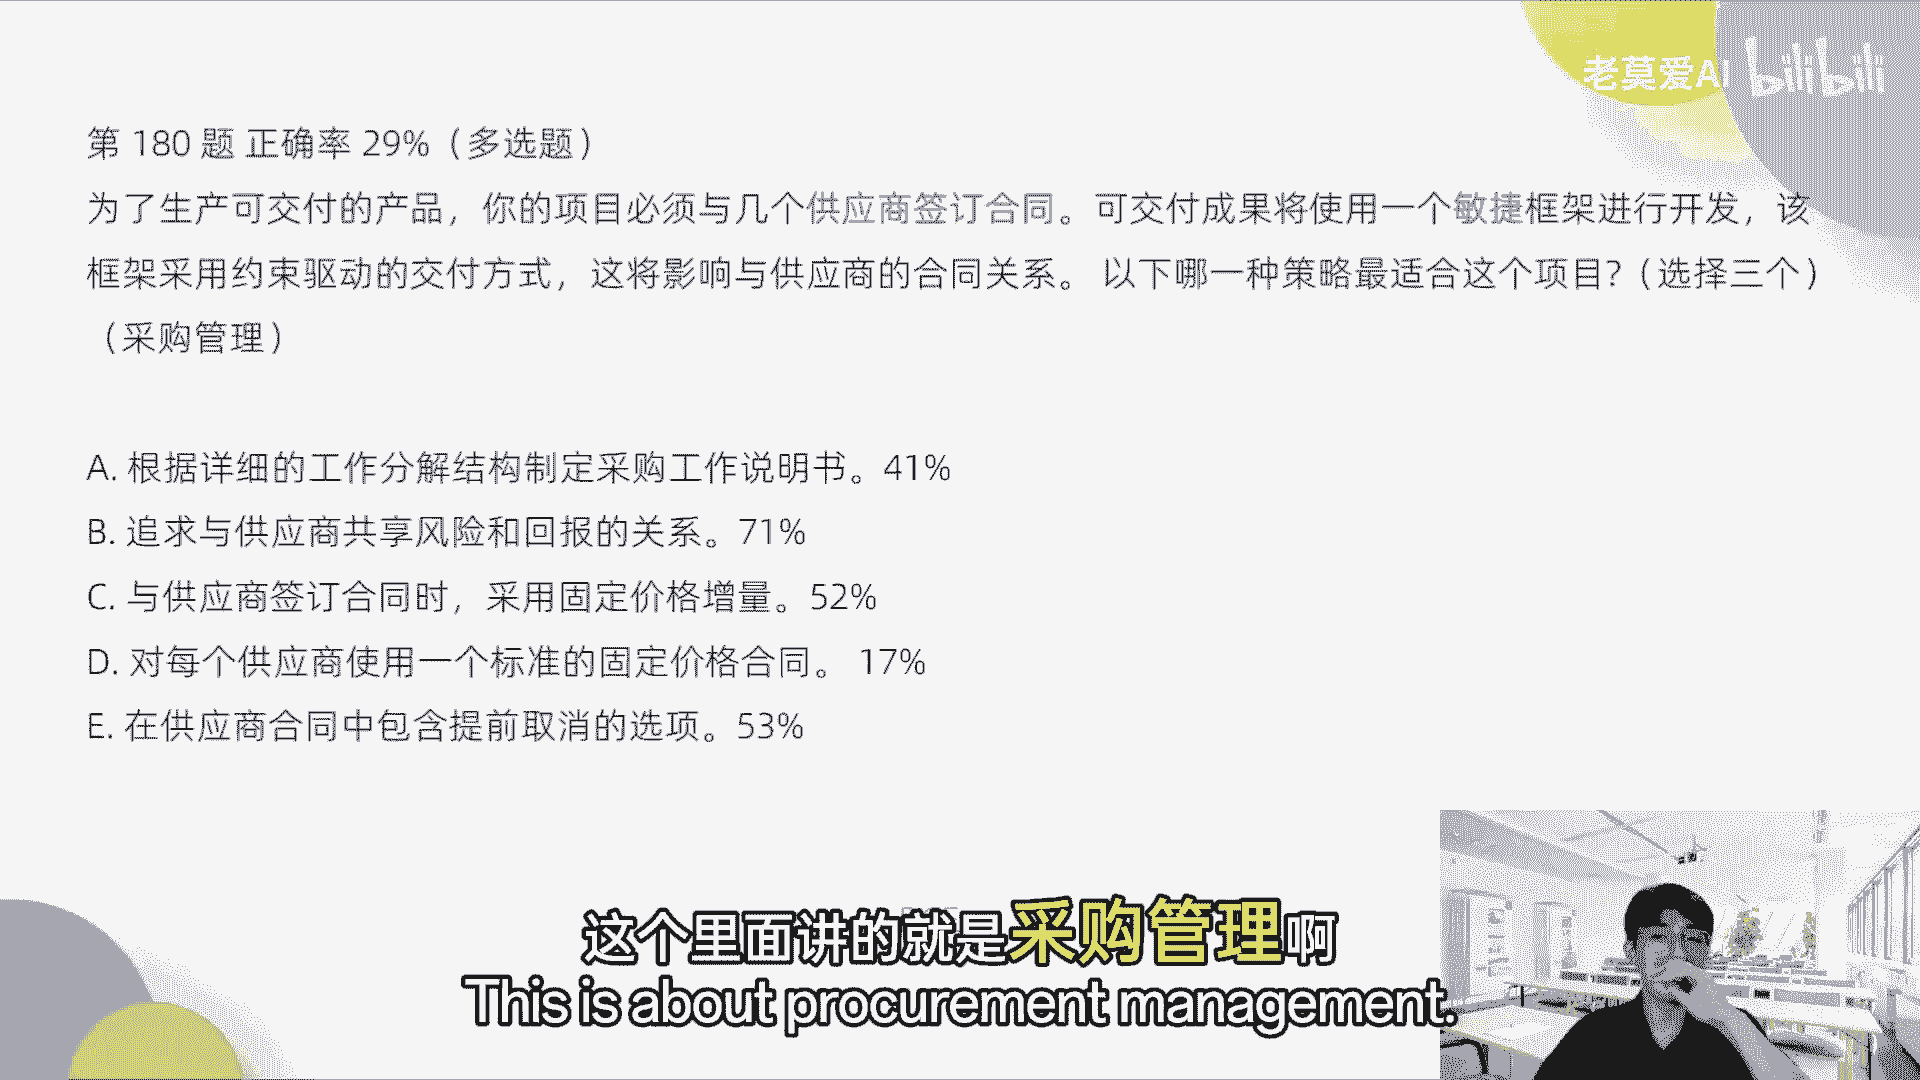 老莫爱AI bilibili
第 180 题 正确率 29%（多选题）
为了生产可交付的产品，你的项目必须与几个供应商签订合同。可交付成果将使用一个敏捷框架进行开发，该
框架采用约束驱动的交付方式，这将影响与供应商的合同关系。 以下哪一种策略最适合这个项目?（选择三个）
（采购管理）
A. 根据详细的工作分解结构制定采购工作说明书。41%
B. 追求与供应商共享风险和回报的关系。71%
C. 与供应商签订合同时，采用固定价格增量。52%
D. 对每个供应商使用一个标准的固定价格合同。 17%
E. 在供应商合同中包含提前取消的选项。53%
这个里面讲的就是采购管理啊
This is about procurement management.